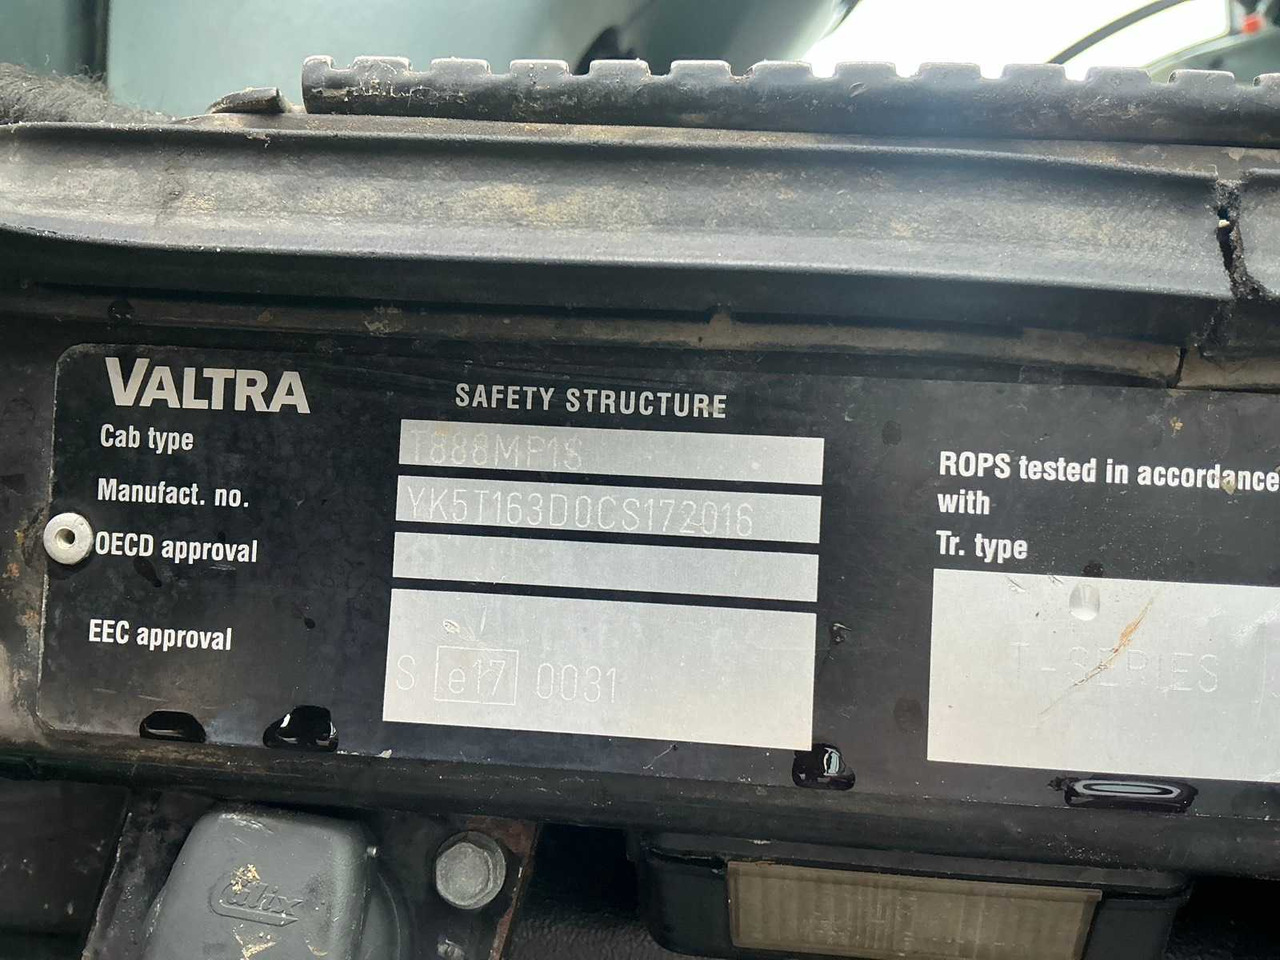 VALTRA
SAFETY STRUCTURE
Cab type T888MP1S
Manufact. no. YK5T163D0CS172016
OECD approval
EEC approval
S e17 0031
ROPS tested in accordance
with
Tr. type
T-SERIES